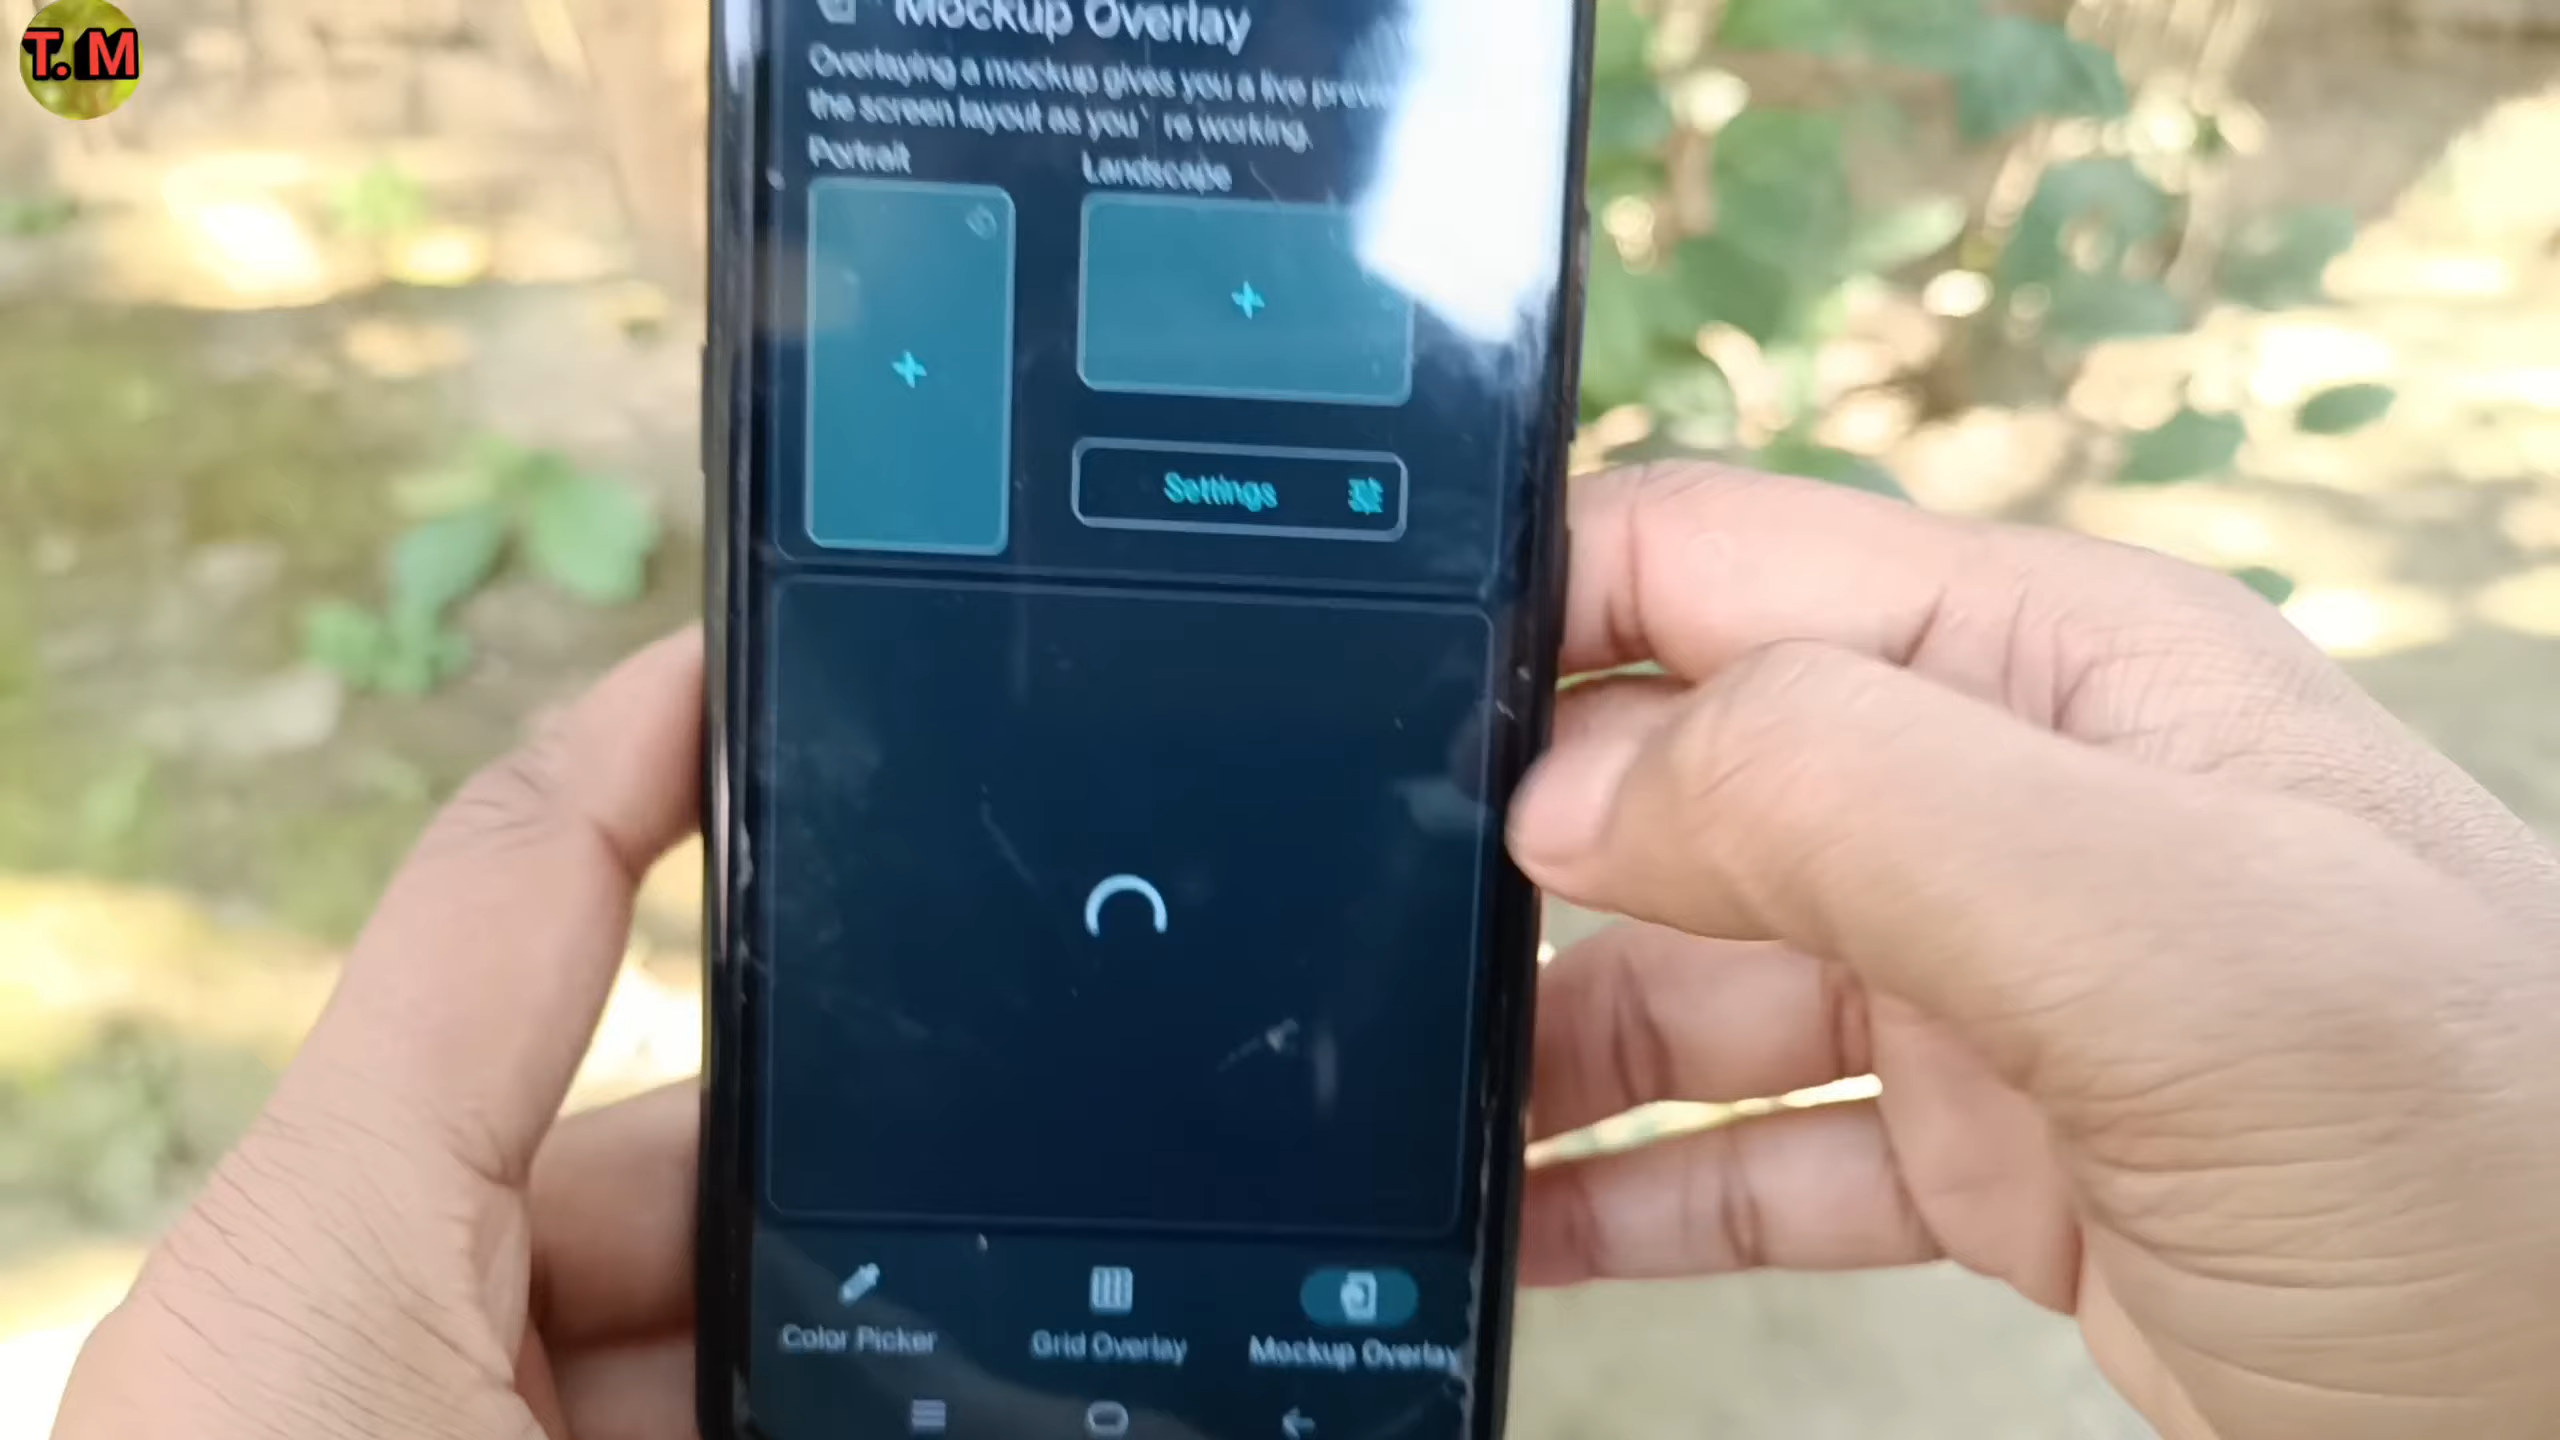 T. M
Mockup Overlay
Overlaying a mockup gives you a live
the screen layout as you` re working.
Portrait
Landscape
Settings
Color Picker
Grid Overlay
Mockup Overlay